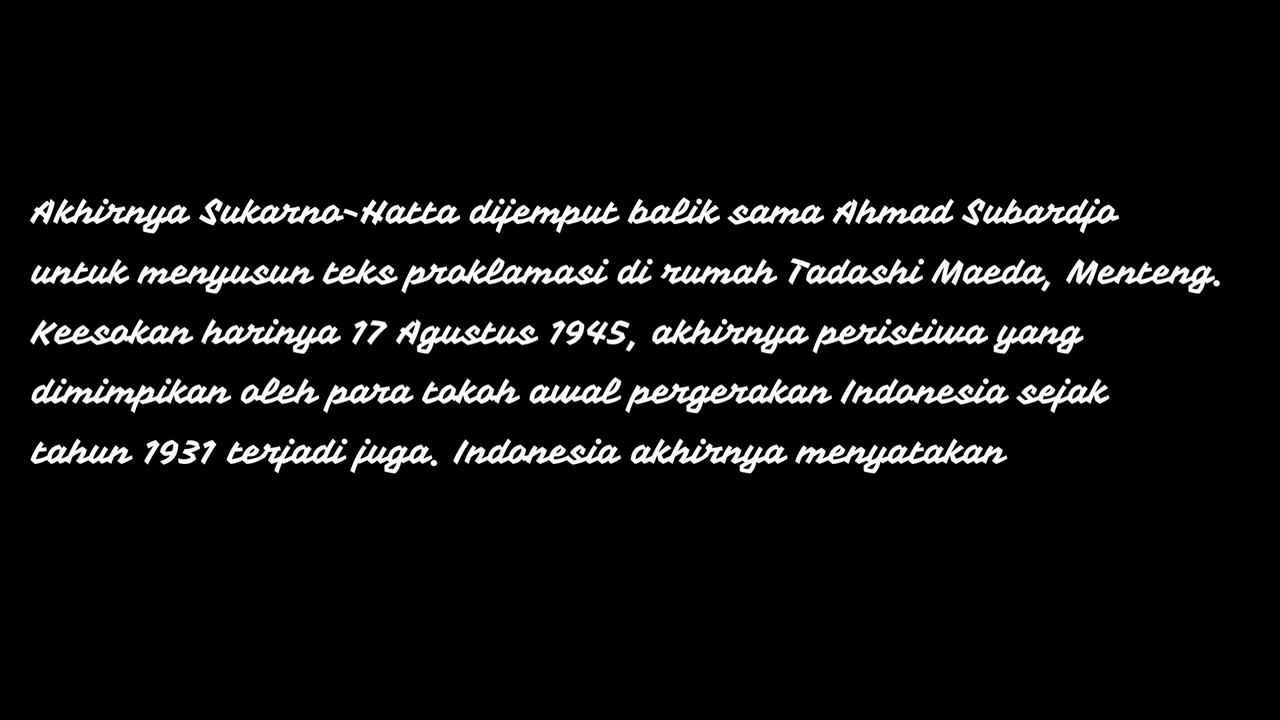 Akhirnya Sukarno-Hatta dijemput balik sama Ahmad Subardjo
untuk menyusun teks proklamasi di rumah Tadashi Maeda, Menteng.
Keesokan harinya 17 Agustus 1945, akhirnya peristiwa yang
dimimpikan oleh para tokoh awal pergerakan Indonesia sejak
tahun 1931 terjadi juga. Indonesia akhirnya menyatakan